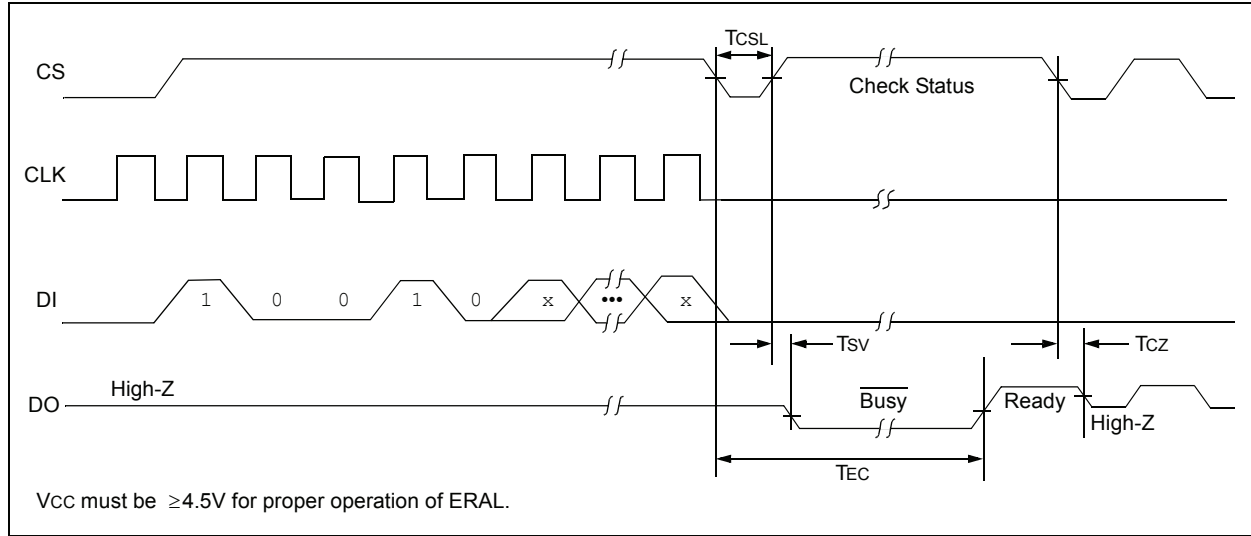 TCSL
CS
Check Status
CLK
DI
1 0 0 1 0 x ••• x
TSV
TCZ
High-Z
DO
Busy
Ready
High-Z
TEC
VCC must be ≥4.5V for proper operation of ERAL.